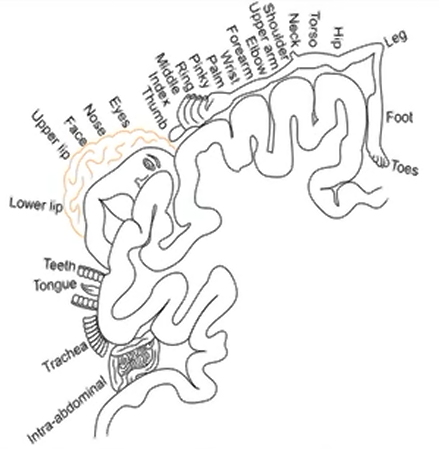 Intra-abdominal
Trachea
Tongue
Teeth
Lower lip
Upper lip
Face
Nose
Eyes
Thumb
Index
Middle
Ring
Pinky
Palm
Wrist
Forearm
Elbow
Upper arm
Shoulder
Neck
Torso
Hip
Leg
Foot
Toes